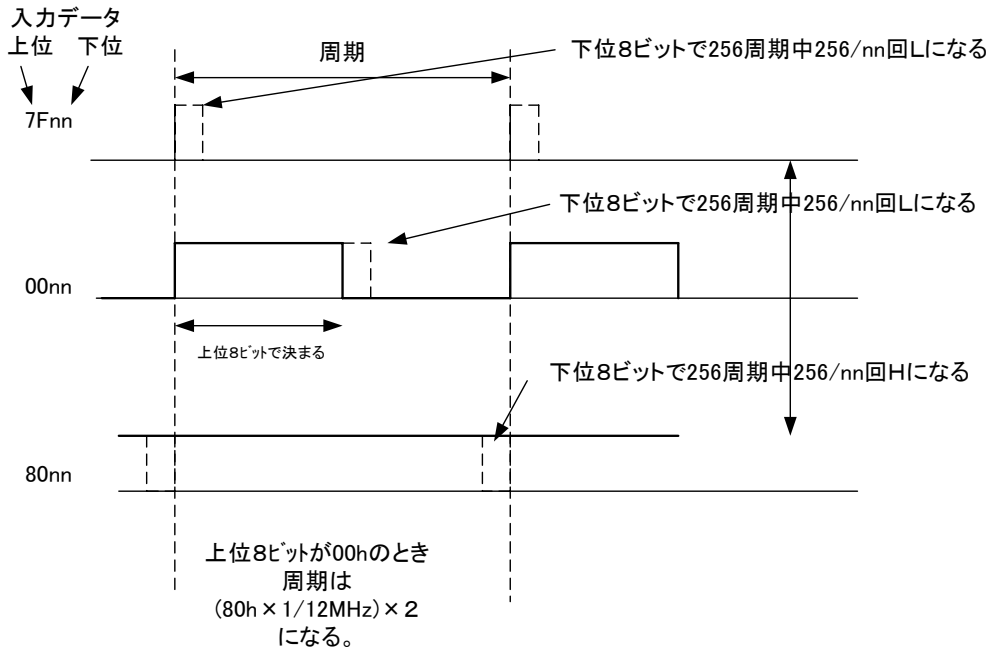 入力データ
上位 下位
7Fnn
周期
下位8ビットで256周期中256/nn回Lになる
下位8ビットで256周期中256/nn回Lになる
00nn
上位8ビットで決まる
下位8ビットで256周期中256/nn回Hになる
80nn
上位8ビットが00hのとき
周期は
(80h×1/12MHz)×2
になる。